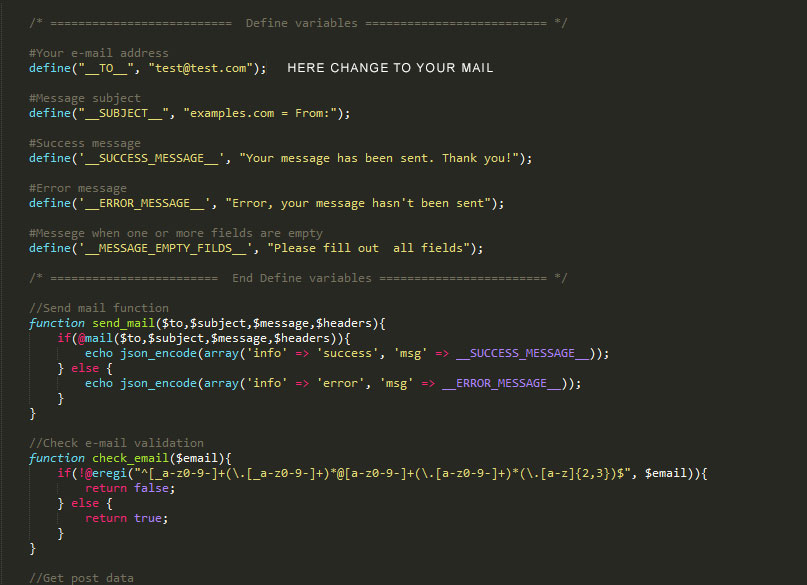 /* ========================== Define variables ========================== */
#Your e-mail address
define("__TO__", "test@test.com"); HERE CHANGE TO YOUR MAIL
#Message subject
define("__SUBJECT__", "examples.com = From:");
#Success message
define('__SUCCESS_MESSAGE__', "Your message has been sent. Thank you!");
#Error message
define('__ERROR_MESSAGE__', "Error, your message hasn't been sent");
#Messege when one or more fields are empty
define('__MESSAGE_EMPTY_FILDS__', "Please fill out  all fields");
/* ======================== End Define variables ======================== */
//Send mail function
function send_mail($to,$subject,$message,$headers){
    if(@mail($to,$subject,$message,$headers)){
        echo json_encode(array('info' => 'success', 'msg' => __SUCCESS_MESSAGE__));
    } else {
        echo json_encode(array('info' => 'error', 'msg' => __ERROR_MESSAGE__));
    }
}
//Check e-mail validation
function check_email($email){
    if(!@eregi("^[_a-z0-9-]+(\.[_a-z0-9-]+)*@[a-z0-9-]+(\.[a-z0-9-]+)*(\.[a-z]{2,3})$", $email)){
        return false;
    } else {
        return true;
    }
}
//Get post data